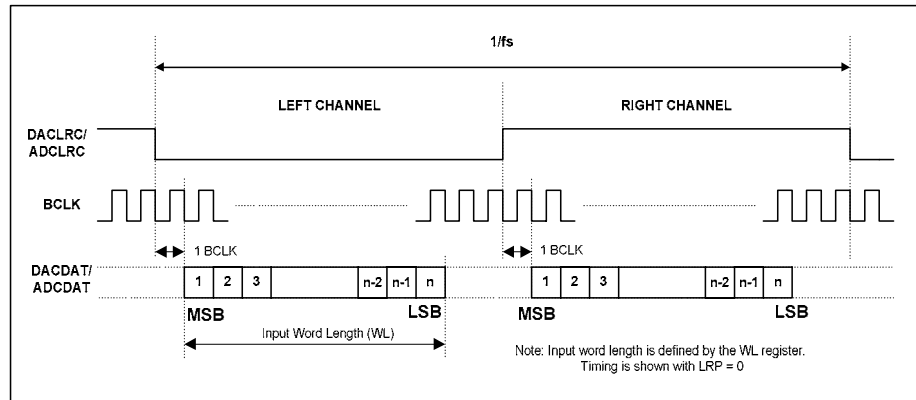 1/fs
LEFT CHANNEL
RIGHT CHANNEL
DACLRC/
ADCLRC
BCLK
1 BCLK
1 BCLK
DACDAT/
ADCDAT
1 2 3 n-2 n-1 n
1 2 3 n-2 n-1 n
MSB
LSB
MSB
LSB
Input Word Length (WL)
Note: Input word length is defined by the WL register.
Timing is shown with LRP = 0